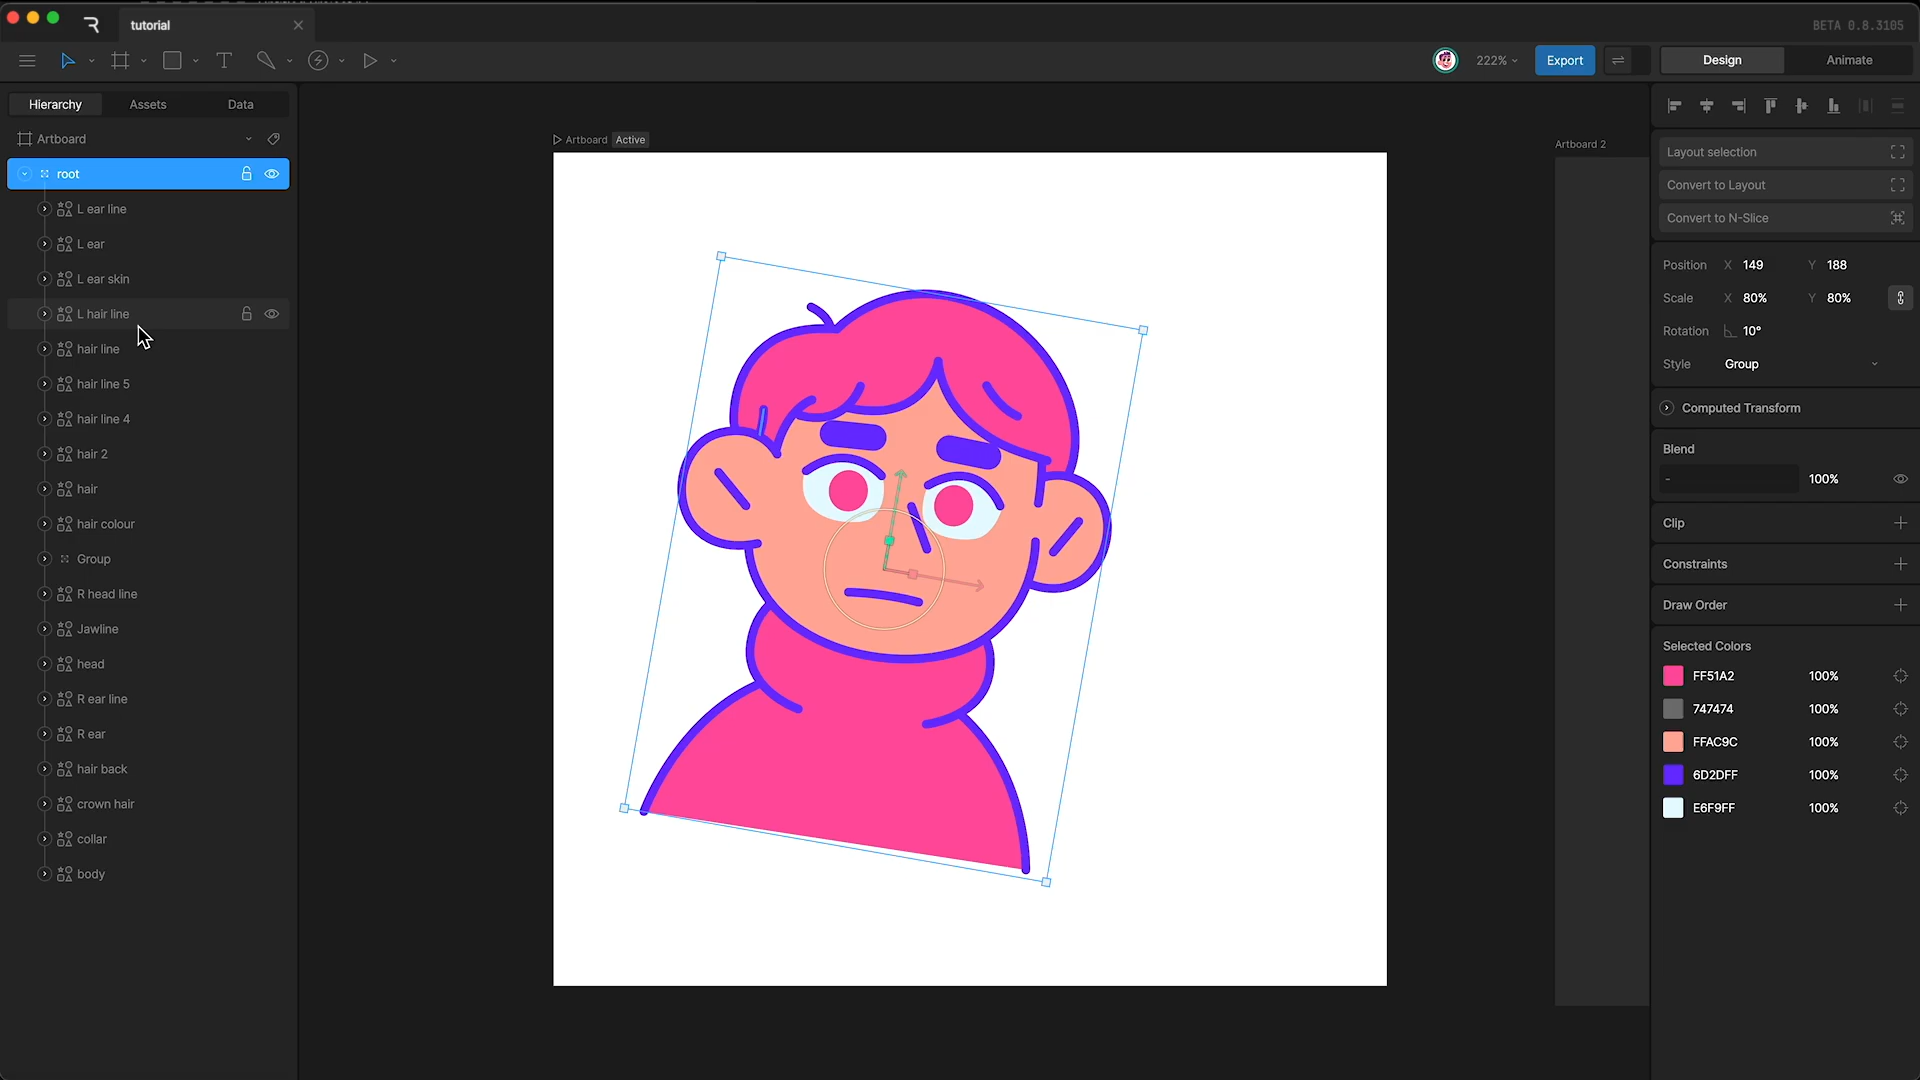 tutorial
BETA 0.8.3105
222%
Export
Design
Animate
Hierarchy
Assets
Data
Artboard
root
L ear line
L ear
L ear skin
L hair line
hair line
hair line 5
hair line 4
hair 2
hair
hair colour
Group
R head line
Jawline
head
R ear line
R ear
hair back
crown hair
collar
body
Artboard Active
Artboard 2
Layout selection
Convert to Layout
Convert to N-Slice
Position X 149 Y 188
Scale X 80% Y 80%
Rotation 10°
Style Group
Computed Transform
Blend
- 100%
Clip
Constraints
Draw Order
Selected Colors
FF51A2 100%
747474 100%
FFAC9C 100%
6D2DFF 100%
E6F9FF 100%